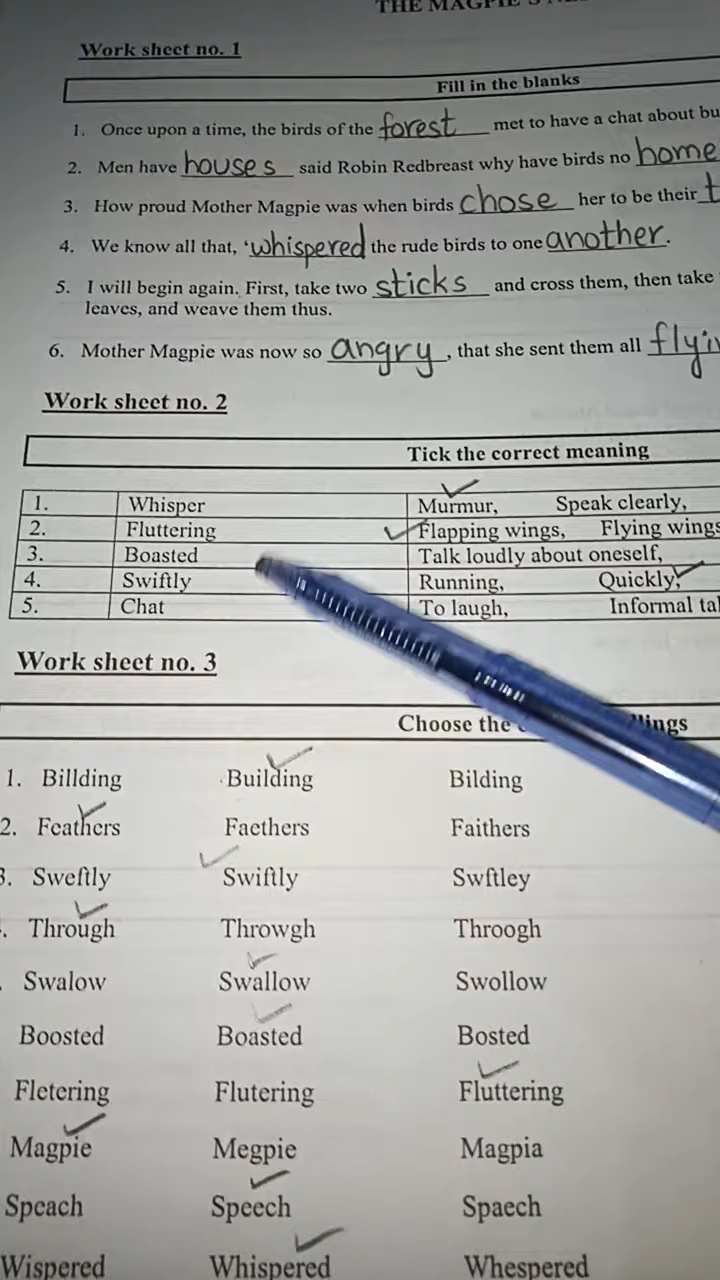 THE MAGPIE'S
Work sheet no. 1
Fill in the blanks
1. Once upon a time, the birds of the forest met to have a chat about
2. Men have houses said Robin Redbreast why have birds no home
3. How proud Mother Magpie was when birds chose her to be their
4. We know all that, 'whispered the rude birds to one another.
5. I will begin again. First, take two sticks and cross them, then take
leaves, and weave them thus.
6. Mother Magpie was now so angry, that she sent them all
Work sheet no. 2
Tick the correct meaning
1. Whisper Murmur, Speak clearly,
2. Fluttering Flapping wings, Flying wings
3. Boasted Talk loudly about oneself,
4. Swiftly Running, Quickly,
5. Chat To laugh, Informal
Work sheet no. 3
Choose the
1. Billding Building Bilding
2. Feathers Faethers Faithers
3. Sweftly Swiftly Swftley
Through Throwgh Throogh
Swalow Swallow Swollow
Boosted Boasted Bosted
Fletering Flutering Fluttering
Magpie Megpie Magpia
Speach Speech Spaech
Wispered Whispered Whespered